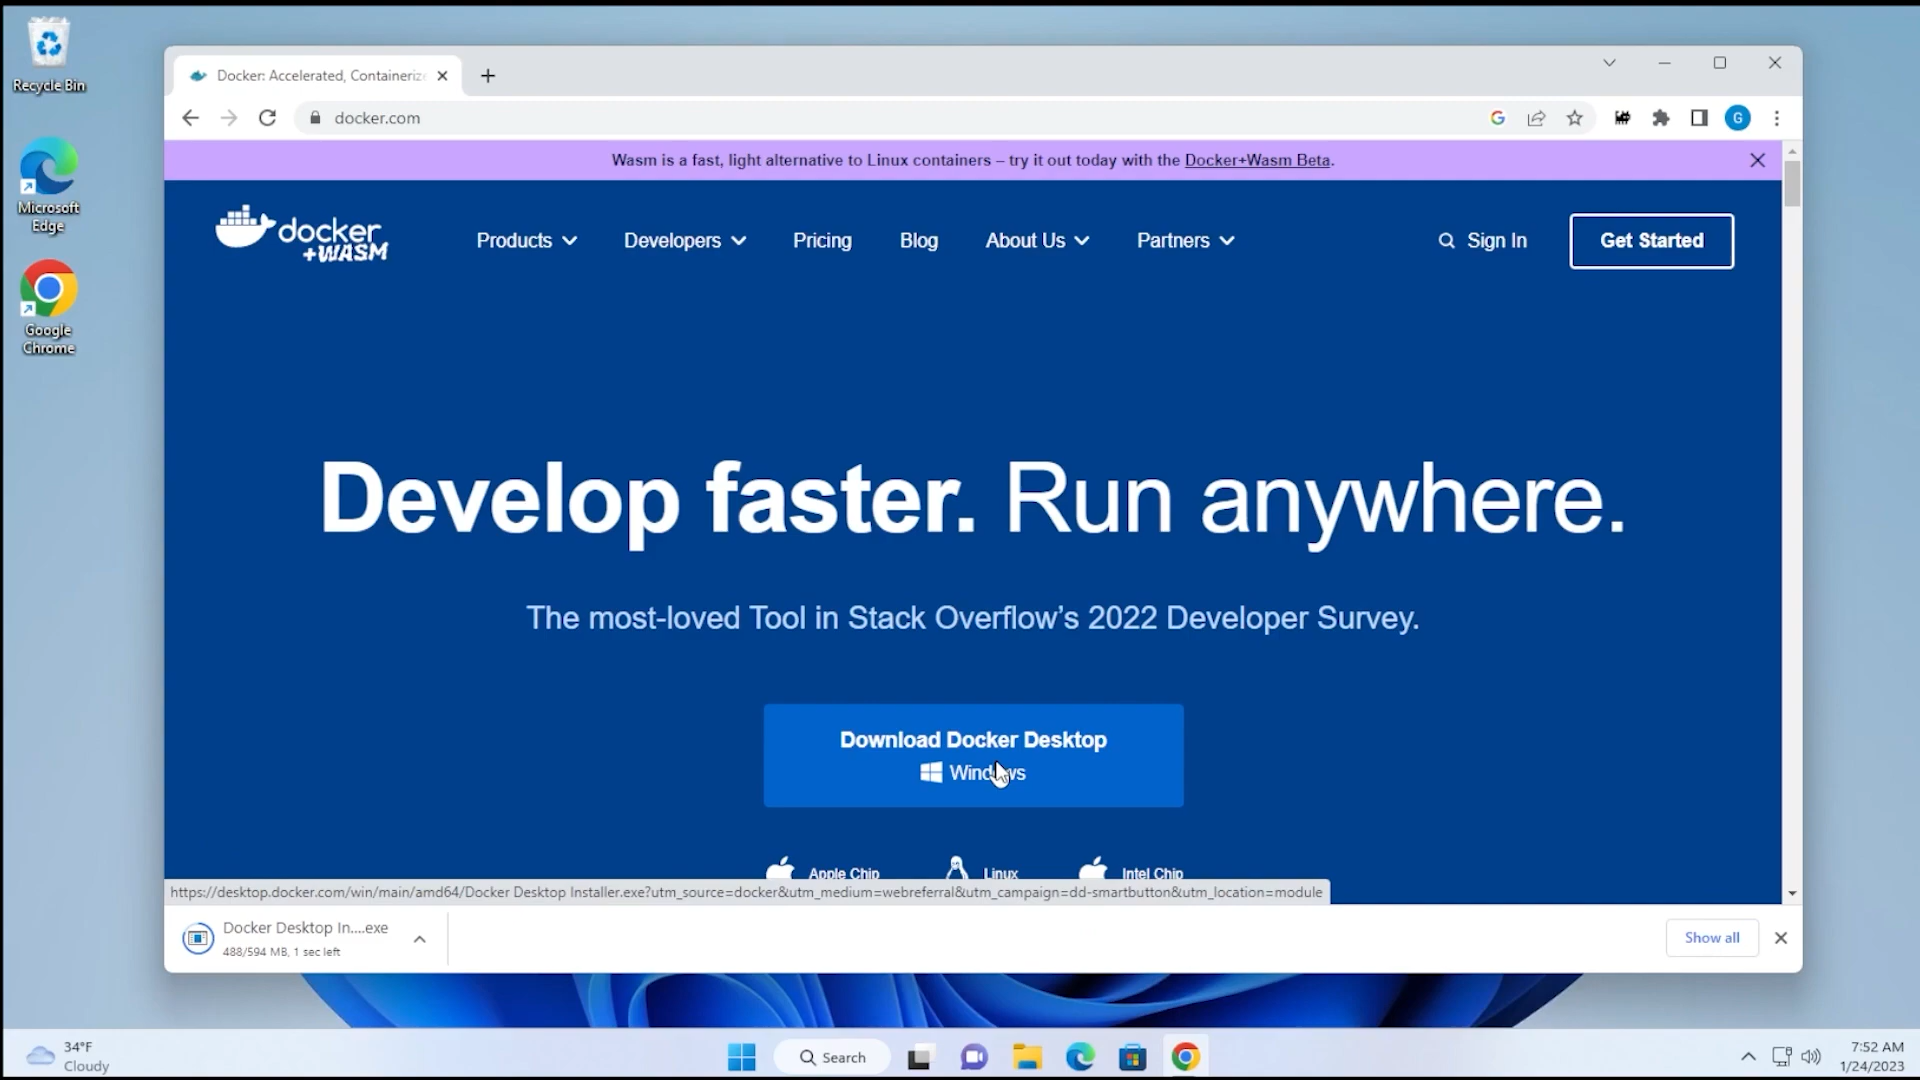 Recycle Bin
Microsoft
Edge
Google
Chrome
Docker: Accelerated, Containeriz
docker.com
G
G
Wasm is a fast, light alternative to Linux containers – try it out today with the Docker+Wasm Beta.
docker
+WASM
Products
Developers
Pricing
Blog
About Us
Partners
Sign In
Get Started
Develop faster. Run anywhere.
The most-loved Tool in Stack Overflow’s 2022 Developer Survey.
Download Docker Desktop
Windows
Apple Chip
Linux
Intel Chip
https://desktop.docker.com/win/main/amd64/Docker Desktop Installer.exe?utm_source=docker&utm_medium=webreferral&utm_campaign=dd-smartbutton&utm_location=module
Docker Desktop In....exe
488/594 MB, 1 sec left
Show all
34°F
Cloudy
Search
7:52 AM
1/24/2023